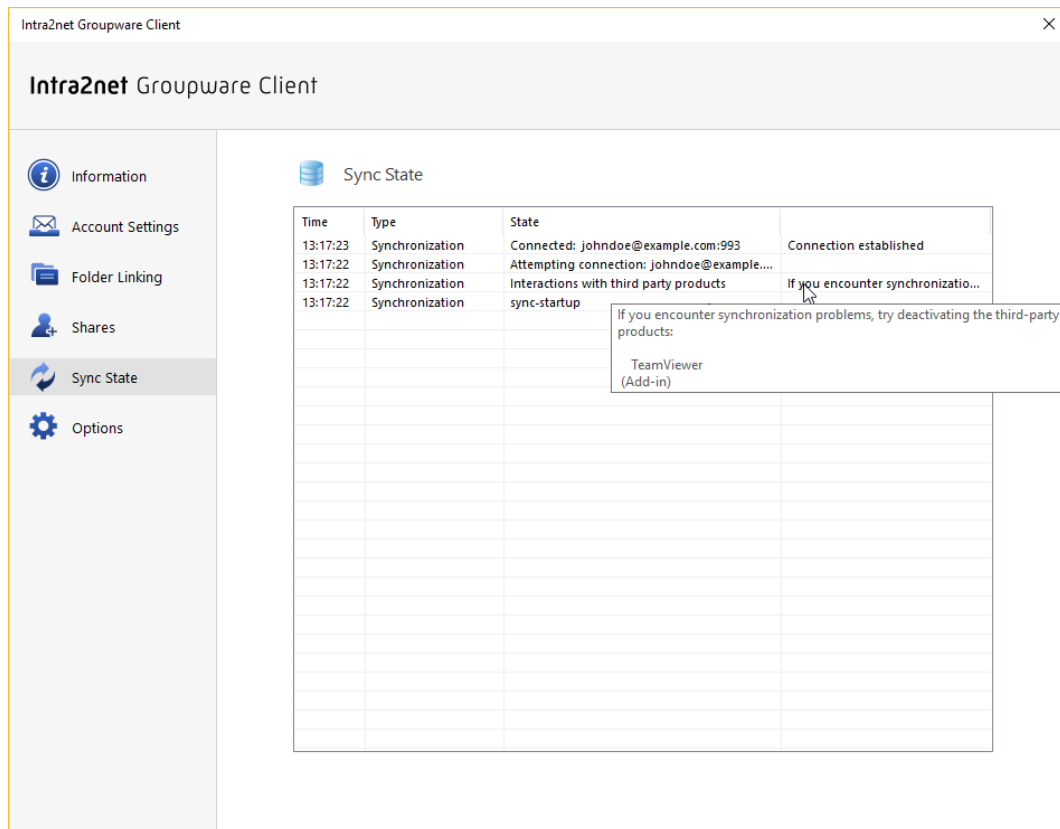 Intra2net Groupware Client
Intra2net Groupware Client
Information
Account Settings
Folder Linking
Shares
Sync State
Options
Sync State
Time Type State
13:17:23 Synchronization Connected: johndoe@example.com:993 Connection established
13:17:22 Synchronization Attempting connection: johndoe@example....
13:17:22 Synchronization Interactions with third party products If you encounter synchronizatio...
13:17:22 Synchronization sync-startup
If you encounter synchronization problems, try deactivating the third-party
products:
TeamViewer
(Add-in)